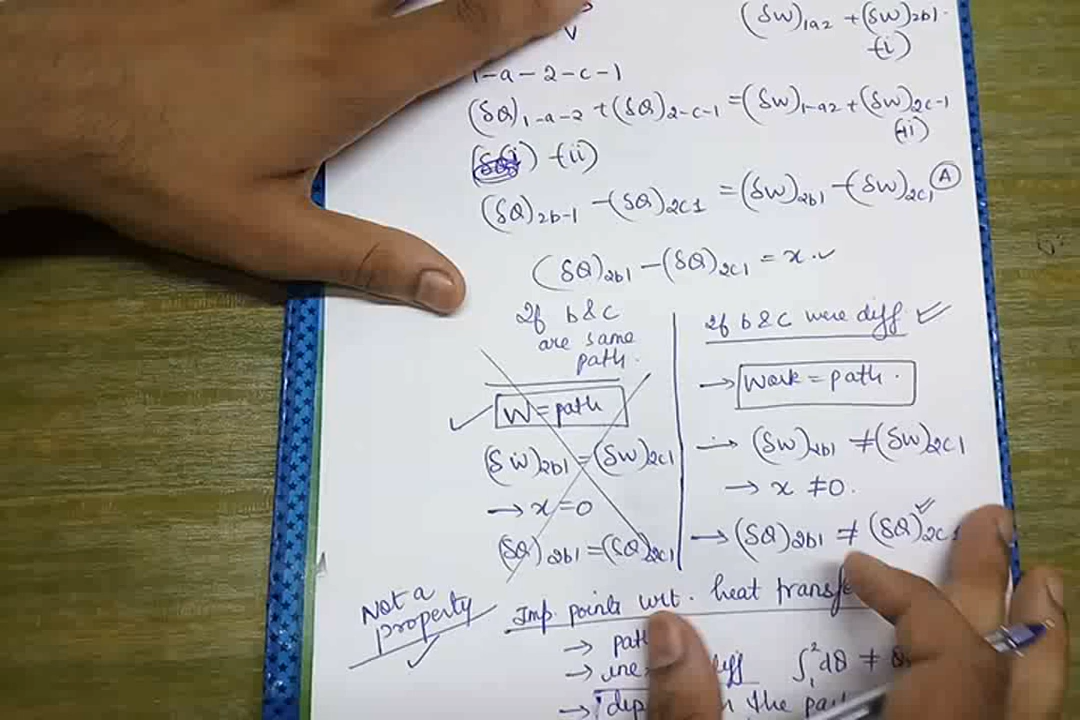 V
(δW)₁ₐ₂ + (δW)₂b₁ -
-(i)
1-a-2-c-1
(δQ)₁₋ₐ₋₂ + (δQ)₂₋c₋₁ = (δW)₁₋ₐ₂ + (δW)₂c₋₁
-(ii)
(i) - (ii)
(δQ)₂b₋₁ - (δQ)₂c₁ = (δW)₂b₁ - (δW)₂c₁ A
(δQ)₂b₁ - (δQ)₂c₁ = x. ✓
If b & c
are same
path.
✓ W = path
(δW)₂b₁ = (δW)₂c₁
→ x = 0
(δQ)₂b₁ = (δQ)₂c₁
If b & c were diff ✓
→ Work = path.
→ (δW)₂b₁ ≠ (δW)₂c₁
→ x ≠ 0.
→ (δQ)₂b₁ ≠ (δQ)₂c₁ ✓
Not a
property
✓
Imp. points wrt. heat
→
→ diff ∫₁² dQ ≠
→ the